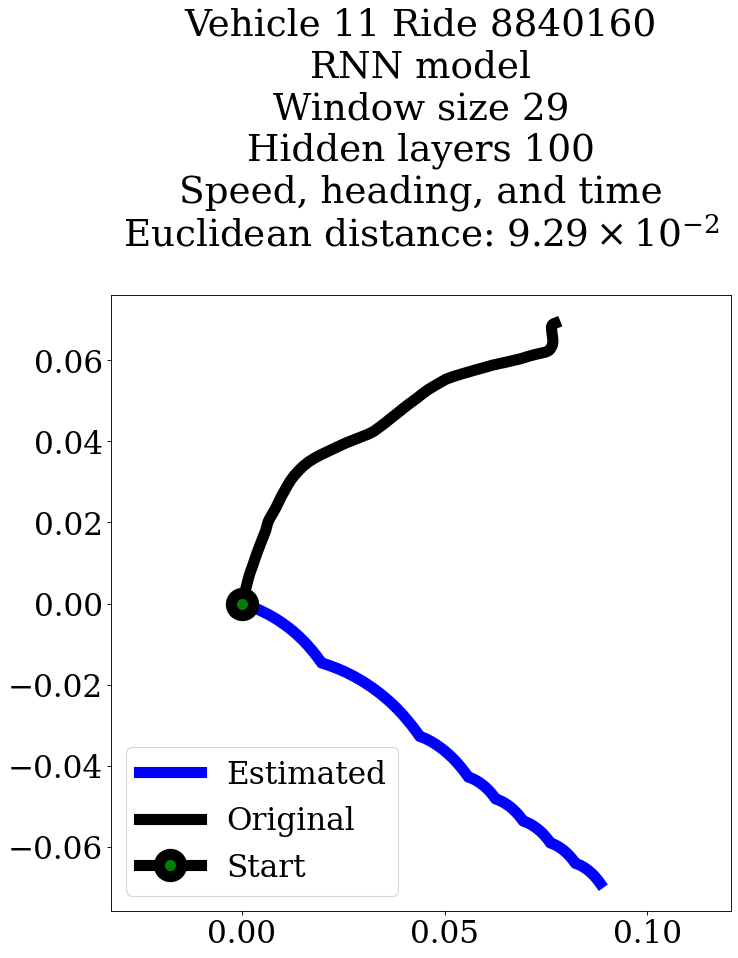 Vehicle 11 Ride 8840160
RNN model
Window size 29
Hidden layers 100
Speed, heading, and time
Euclidean distance: 9.29 × 10⁻²
0.06
0.04
0.02
0.00
−0.02
−0.04
−0.06
Estimated
Original
Start
0.00 0.05 0.10